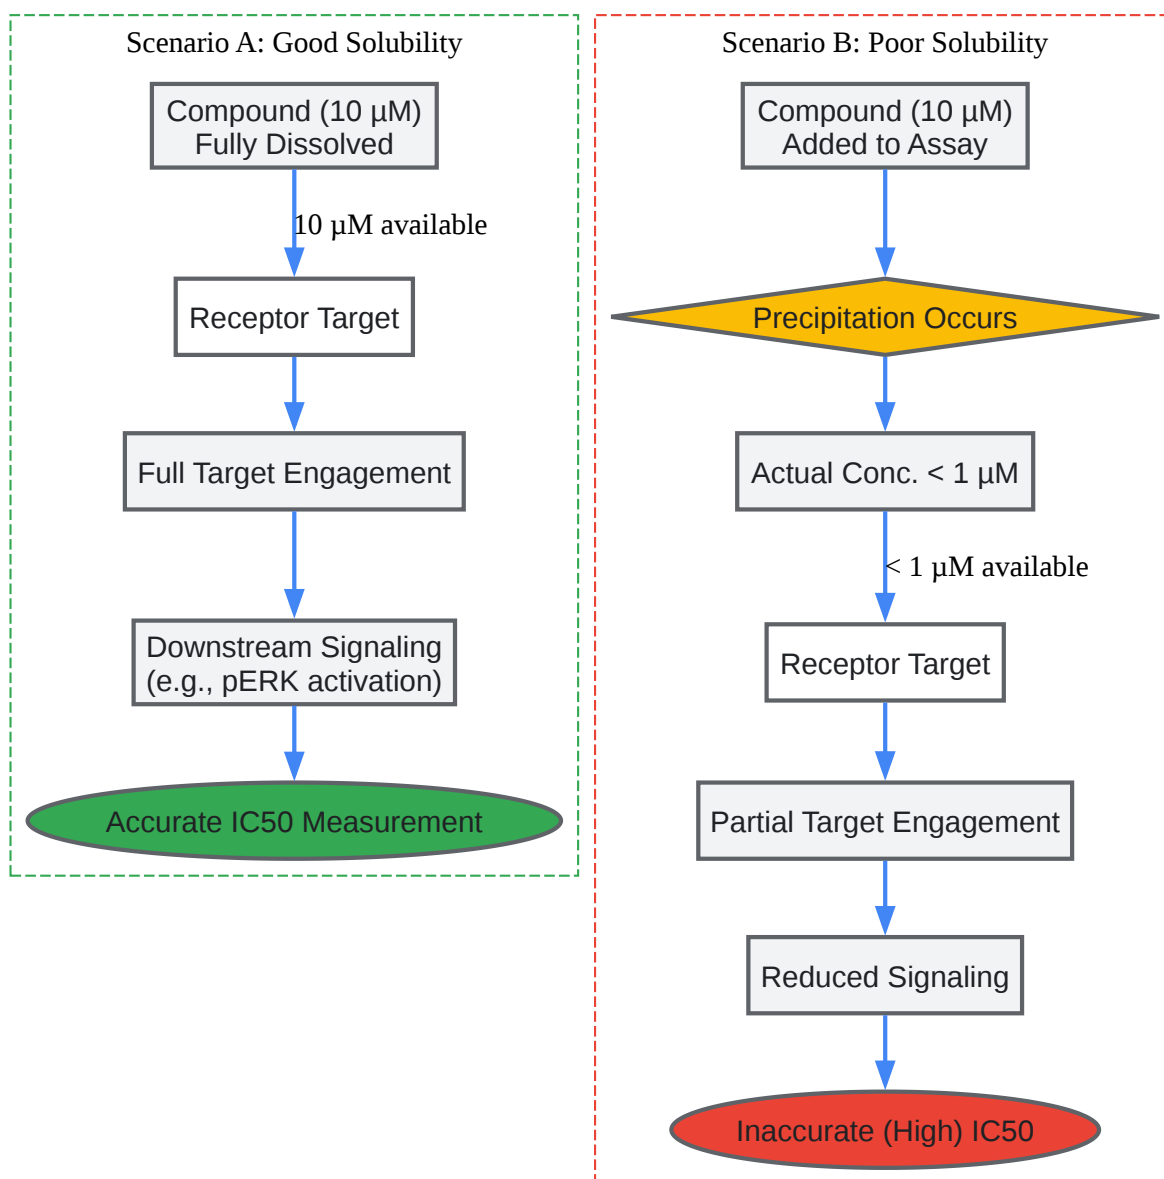 Scenario A: Good Solubility
Compound (10 µM)
Fully Dissolved
10 µM available
Receptor Target
Full Target Engagement
Downstream Signaling
(e.g., pERK activation)
Accurate IC50 Measurement
Scenario B: Poor Solubility
Compound (10 µM)
Added to Assay
Precipitation Occurs
Actual Conc. < 1 µM
< 1 µM available
Receptor Target
Partial Target Engagement
Reduced Signaling
Inaccurate (High) IC50